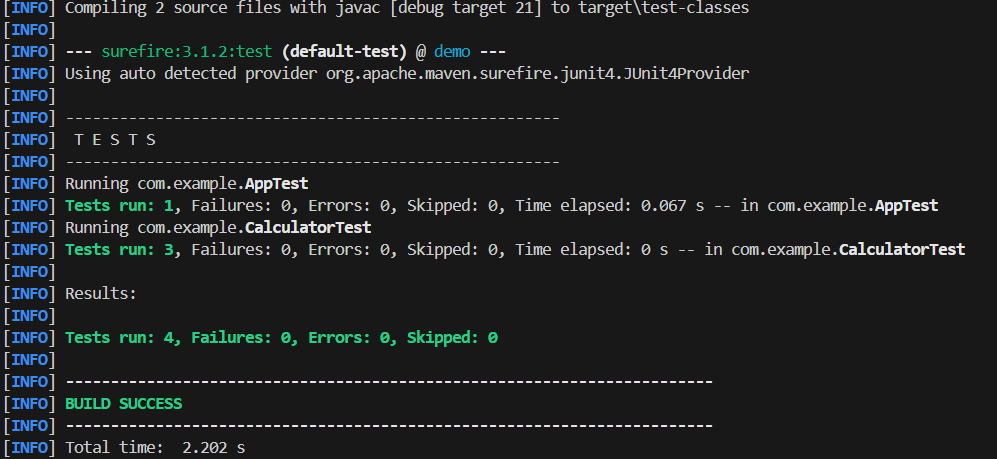 [INFO] Compiling 2 source files with javac [debug target 21] to target\test-classes
[INFO]
[INFO] --- surefire:3.1.2:test (default-test) @ demo ---
[INFO] Using auto detected provider org.apache.maven.surefire.junit4.JUnit4Provider
[INFO]
[INFO] -------------------------------------------------------
[INFO]  T E S T S
[INFO] -------------------------------------------------------
[INFO] Running com.example.AppTest
[INFO] Tests run: 1, Failures: 0, Errors: 0, Skipped: 0, Time elapsed: 0.067 s -- in com.example.AppTest
[INFO] Running com.example.CalculatorTest
[INFO] Tests run: 3, Failures: 0, Errors: 0, Skipped: 0, Time elapsed: 0 s -- in com.example.CalculatorTest
[INFO]
[INFO] Results:
[INFO]
[INFO] Tests run: 4, Failures: 0, Errors: 0, Skipped: 0
[INFO]
[INFO] ------------------------------------------------------------------------
[INFO] BUILD SUCCESS
[INFO] ------------------------------------------------------------------------
[INFO] Total time:  2.202 s